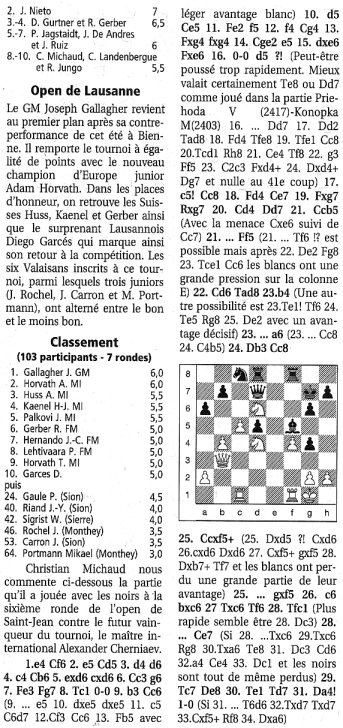 2. J. Nieto 7
3.-4. D. Gurtner et R. Gerber 6,5
5.-7. P. Jagstaidt, J. De Andres
et J. Ruiz 6
8.-10. C. Michaud, C. Landenbergue
et R. Jungo 5,5
Open de Lausanne
Le GM Joseph Gallagher revient
au premier plan après sa contre-
performance de cet été à Bien-
ne. Il remporte le tournoi à éga-
lité de points avec le nouveau
champion d'Europe junior
Adam Horvath. Dans les places
d'honneur, on retrouve les Suis-
ses Huss, Kaenel et Gerber ainsi
que le surprenant Lausannois
Diego Garcés qui marque ainsi
son retour à la compétition. Les
six Valaisans inscrits à ce tour-
noi, parmi lesquels trois juniors
(J. Rochel, J. Carron et M. Port-
mann), ont alterné entre le bon
et le moins bon.
Classement
(103 participants - 7 rondes)
1. Gallagher J. GM 6,0
2. Horvath A. MI 6,0
3. Huss A. MI 5,5
4. Kaenel H-J. MI 5,5
5. Palkovi J. MI 5,5
6. Gerber R. FM 5,0
7. Hernando J.-C. FM 5,0
8. Lehtivaara P. FM 5,0
9. Horvath T. MI 5,0
10. Garces D. 5,0
puis
24. Gaule P. (Sion) 4,5
40. Riand J.-Y. (Sion) 4,0
42. Sigrist W. (Sierre) 4,0
46. Rochel J. (Monthey) 3,5
53. Carron J. (Sion) 3,5
64. Portmann Mikael (Monthey) 3,0
Christian Michaud nous
commente ci-dessous la partie
qu'il a jouée avec les noirs à la
sixième ronde de l'open de
Saint-Jean contre le futur vain-
queur du tournoi, le maître in-
ternational Alexander Cherniaev.
1.e4 Cf6 2. e5 Cd5 3. d4 d6
4. c4 Cb6 5. exd6 cxd6 6. Cc3 g6
7. Fe3 Fg7 8. Tc1 0-0 9. b3 Cc6
(9. ... e5 10. dxe5 dxe5 11. c5
C6d7 12.Cf3 Cc6 13. Fb5 avec
léger avantage blanc) 10. d5
Ce5 11. Fe2 f5 12. f4 Cg4 13.
Fxg4 fxg4 14. Cge2 e5 15. dxe6
Fxe6 16. 0-0 d5 ?! (Peut-être
poussé trop rapidement. Mieux
valait certainement Te8 ou Dd7
comme joué dans la partie Prie-
hoda V (2417)-Konopka
M(2403) 16. ... Dd7 17. Dd2
Tad8 18. Fd4 Tfe8 19. Tfe1 Cc8
20.Tcd1 Rh8 21. Ce4 Tf8 22. g3
Ff5 23. C2c3 Fxd4+ 24. Dxd4+
Dg7 et nulle au 41e coup) 17.
c5! Cc8 18. Fd4 Ce7 19. Fxg7
Rxg7 20. Cd4 Dd7 21. Ccb5
(Avec la menace Cxe6 suivi de
Cc7) 21. ... Ff5 (21. ... Tf6 !? est
possible mais après 22. De2 Fg8
23. Tce1 Cc6 les blancs ont une
grande pression sur la colonne
E) 22. Cd6 Tad8 23.b4 (Une au-
tre possibilité est 23.Te1! Tf6 24.
Te5 Rg8 25. De2 avec un avan-
tage décisif) 23. ... a6 (23. ... Cc8
24. C4b5) 24. Db3 Cc8
8
7
6
5
4
3
2
1
a b c d e f g h
25. Ccxf5+ (25. Dxd5 ?! Cxd6
26.cxd6 Dxd6 27. Cxf5+ gxf5 28.
Dxb7+ Tf7 et les blancs ont per-
du une grande partie de leur
avantage) 25. ... gxf5 26. c6
bxc6 27 Txc6 Tf6 28. Tfc1 (Plus
rapide semble être 28. Dc3) 28.
... Ce7 (Si 28. ...Txc6 29.Txc6
Rg8 30.Txa6 Te8 31. Dc3 Cd6
32.a4 Ce4 33. Dc1 et les noirs
sont tout de même perdus) 29.
Tc7 De8 30. Te1 Td7 31. Da4!
1-0 (Si 31. ... T6d6 32.Txd7 Txd7
33.Cxf5+ Rf8 34. Dxa6)